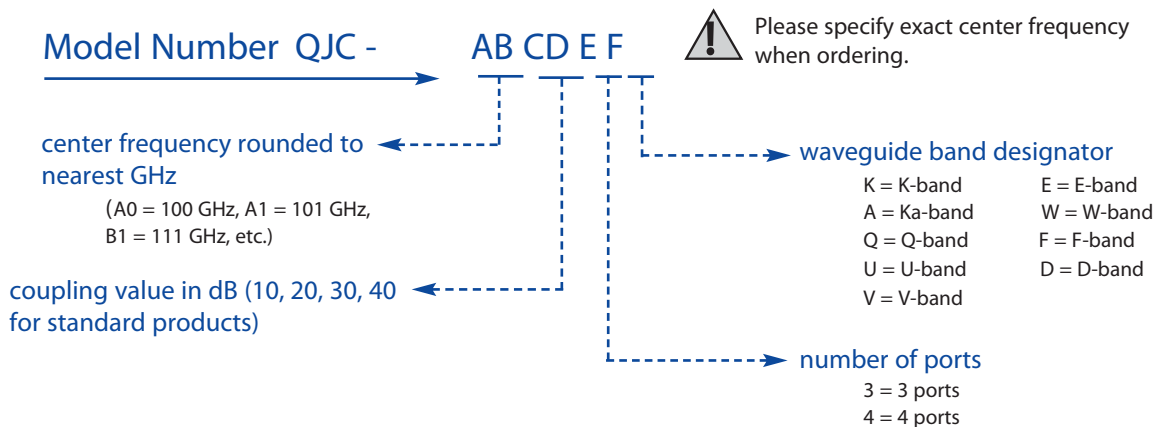 Model Number QJC - AB CD E F
Please specify exact center frequency
when ordering.
center frequency rounded to
nearest GHz
(A0 = 100 GHz, A1 = 101 GHz,
B1 = 111 GHz, etc.)
coupling value in dB (10, 20, 30, 40
for standard products)
waveguide band designator
K = K-band E = E-band
A = Ka-band W = W-band
Q = Q-band F = F-band
U = U-band D = D-band
V = V-band
number of ports
3 = 3 ports
4 = 4 ports